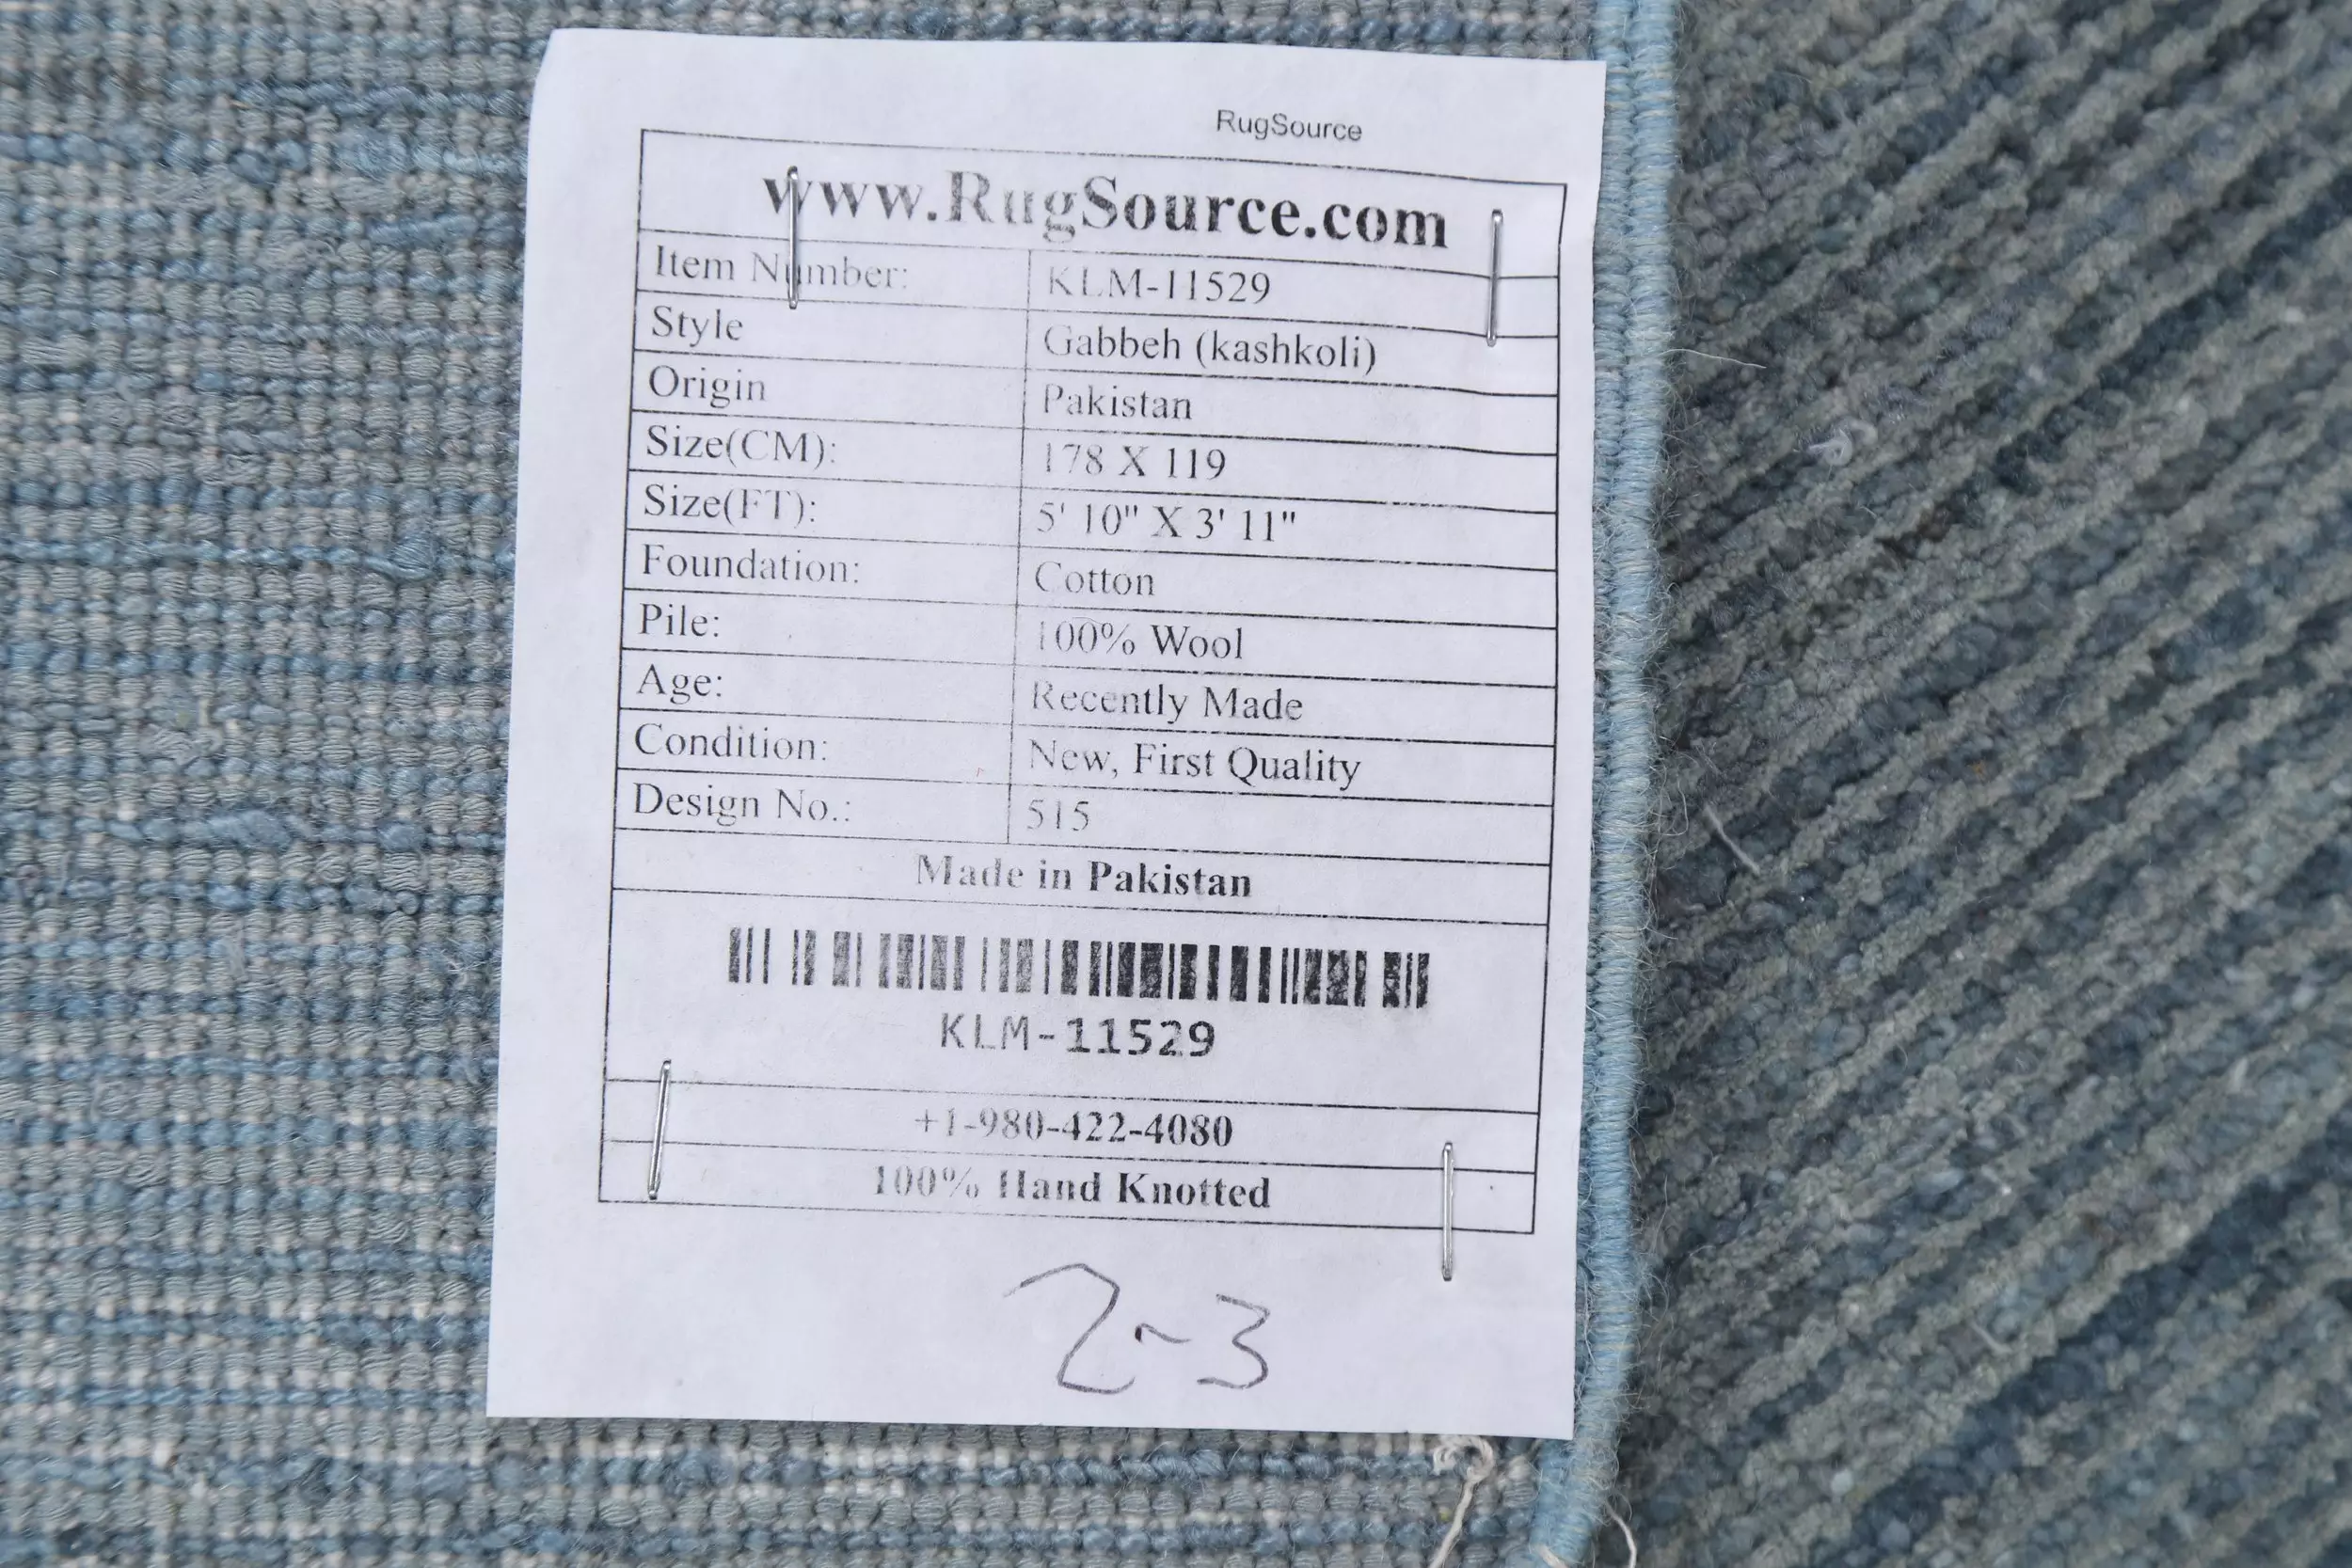 RugSource
www.RugSource.com
Item Number: KLM-11529
Style Gabbeh (kashkoli)
Origin Pakistan
Size(CM): 178 X 119
Size(FT): 5' 10" X 3' 11"
Foundation: Cotton
Pile: 100% Wool
Age: Recently Made
Condition: New, First Quality
Design No.: 515
Made in Pakistan
KLM-11529
+1-980-422-4080
100% Hand Knotted
2-3